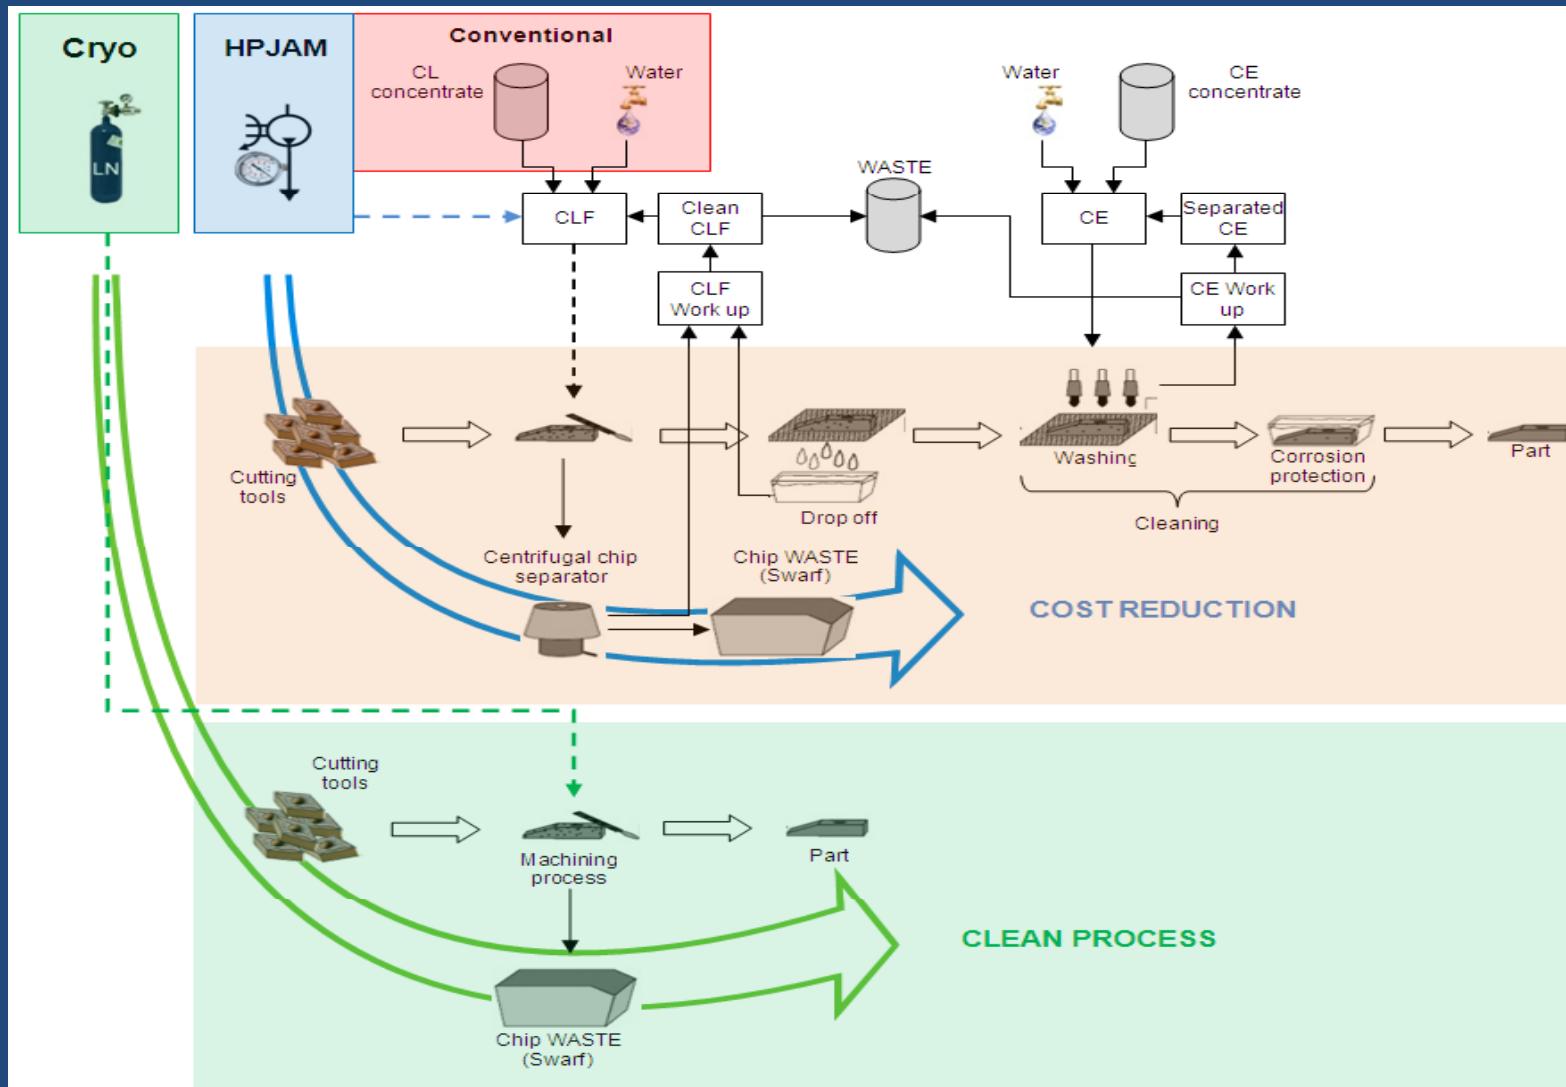 Cryo
LN
HPJAM
Conventional
CL
concentrate
Water
Water
CE
concentrate
WASTE
CLF
Clean
CLF
CE
Separated
CE
CLF
Work up
CE Work
up
Cutting
tools
Drop off
Washing
Corrosion
protection
Part
Cleaning
Centrifugal chip
separator
Chip WASTE
(Swarf)
COST REDUCTION
Cutting
tools
Machining
process
Part
CLEAN PROCESS
Chip WASTE
(Swarf)